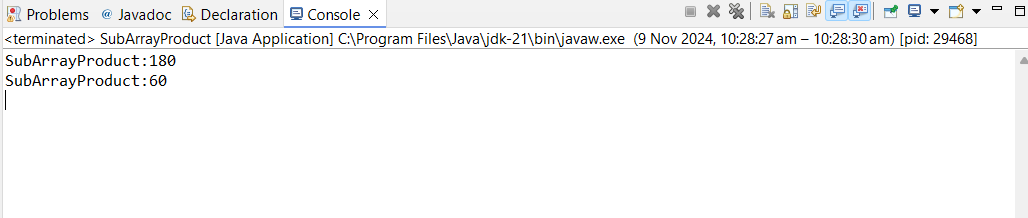 Problems @ Javadoc Declaration Console
<terminated> SubArrayProduct [Java Application] C:\Program Files\Java\jdk-21\bin\javaw.exe (9 Nov 2024, 10:28:27 am – 10:28:30 am) [pid: 29468]
SubArrayProduct:180
SubArrayProduct:60